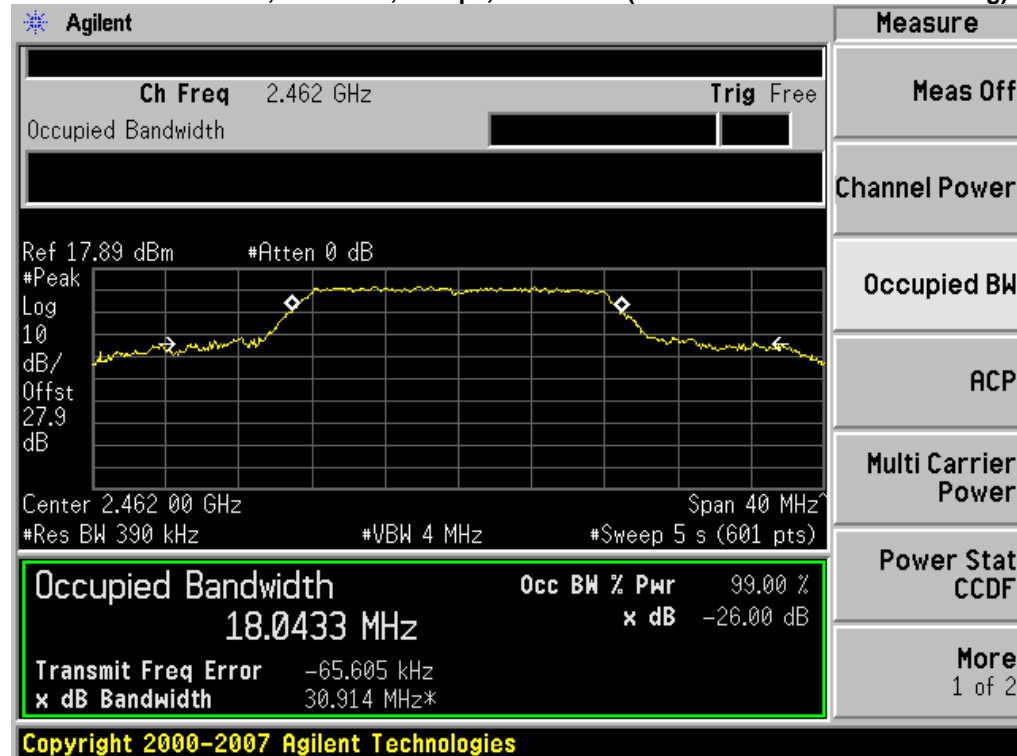 Agilent
Measure
Ch Freq 2.462 GHz Trig Free
Occupied Bandwidth
Meas Off
Channel Power
Occupied BW
ACP
Multi Carrier
Power
Power Stat
CCDF
More
1 of 2
Ref 17.89 dBm #Atten 0 dB
#Peak
Log
10
dB/
Offst
27.9
dB
Center 2.462 00 GHz Span 40 MHz^
#Res BW 390 kHz #VBW 4 MHz #Sweep 5 s (601 pts)
Occupied Bandwidth Occ BW % Pwr 99.00 %
18.0433 MHz x dB -26.00 dB
Transmit Freq Error -65.605 kHz
x dB Bandwidth 30.914 MHz*
Copyright 2000-2007 Agilent Technologies